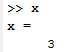 >> x
x =
3